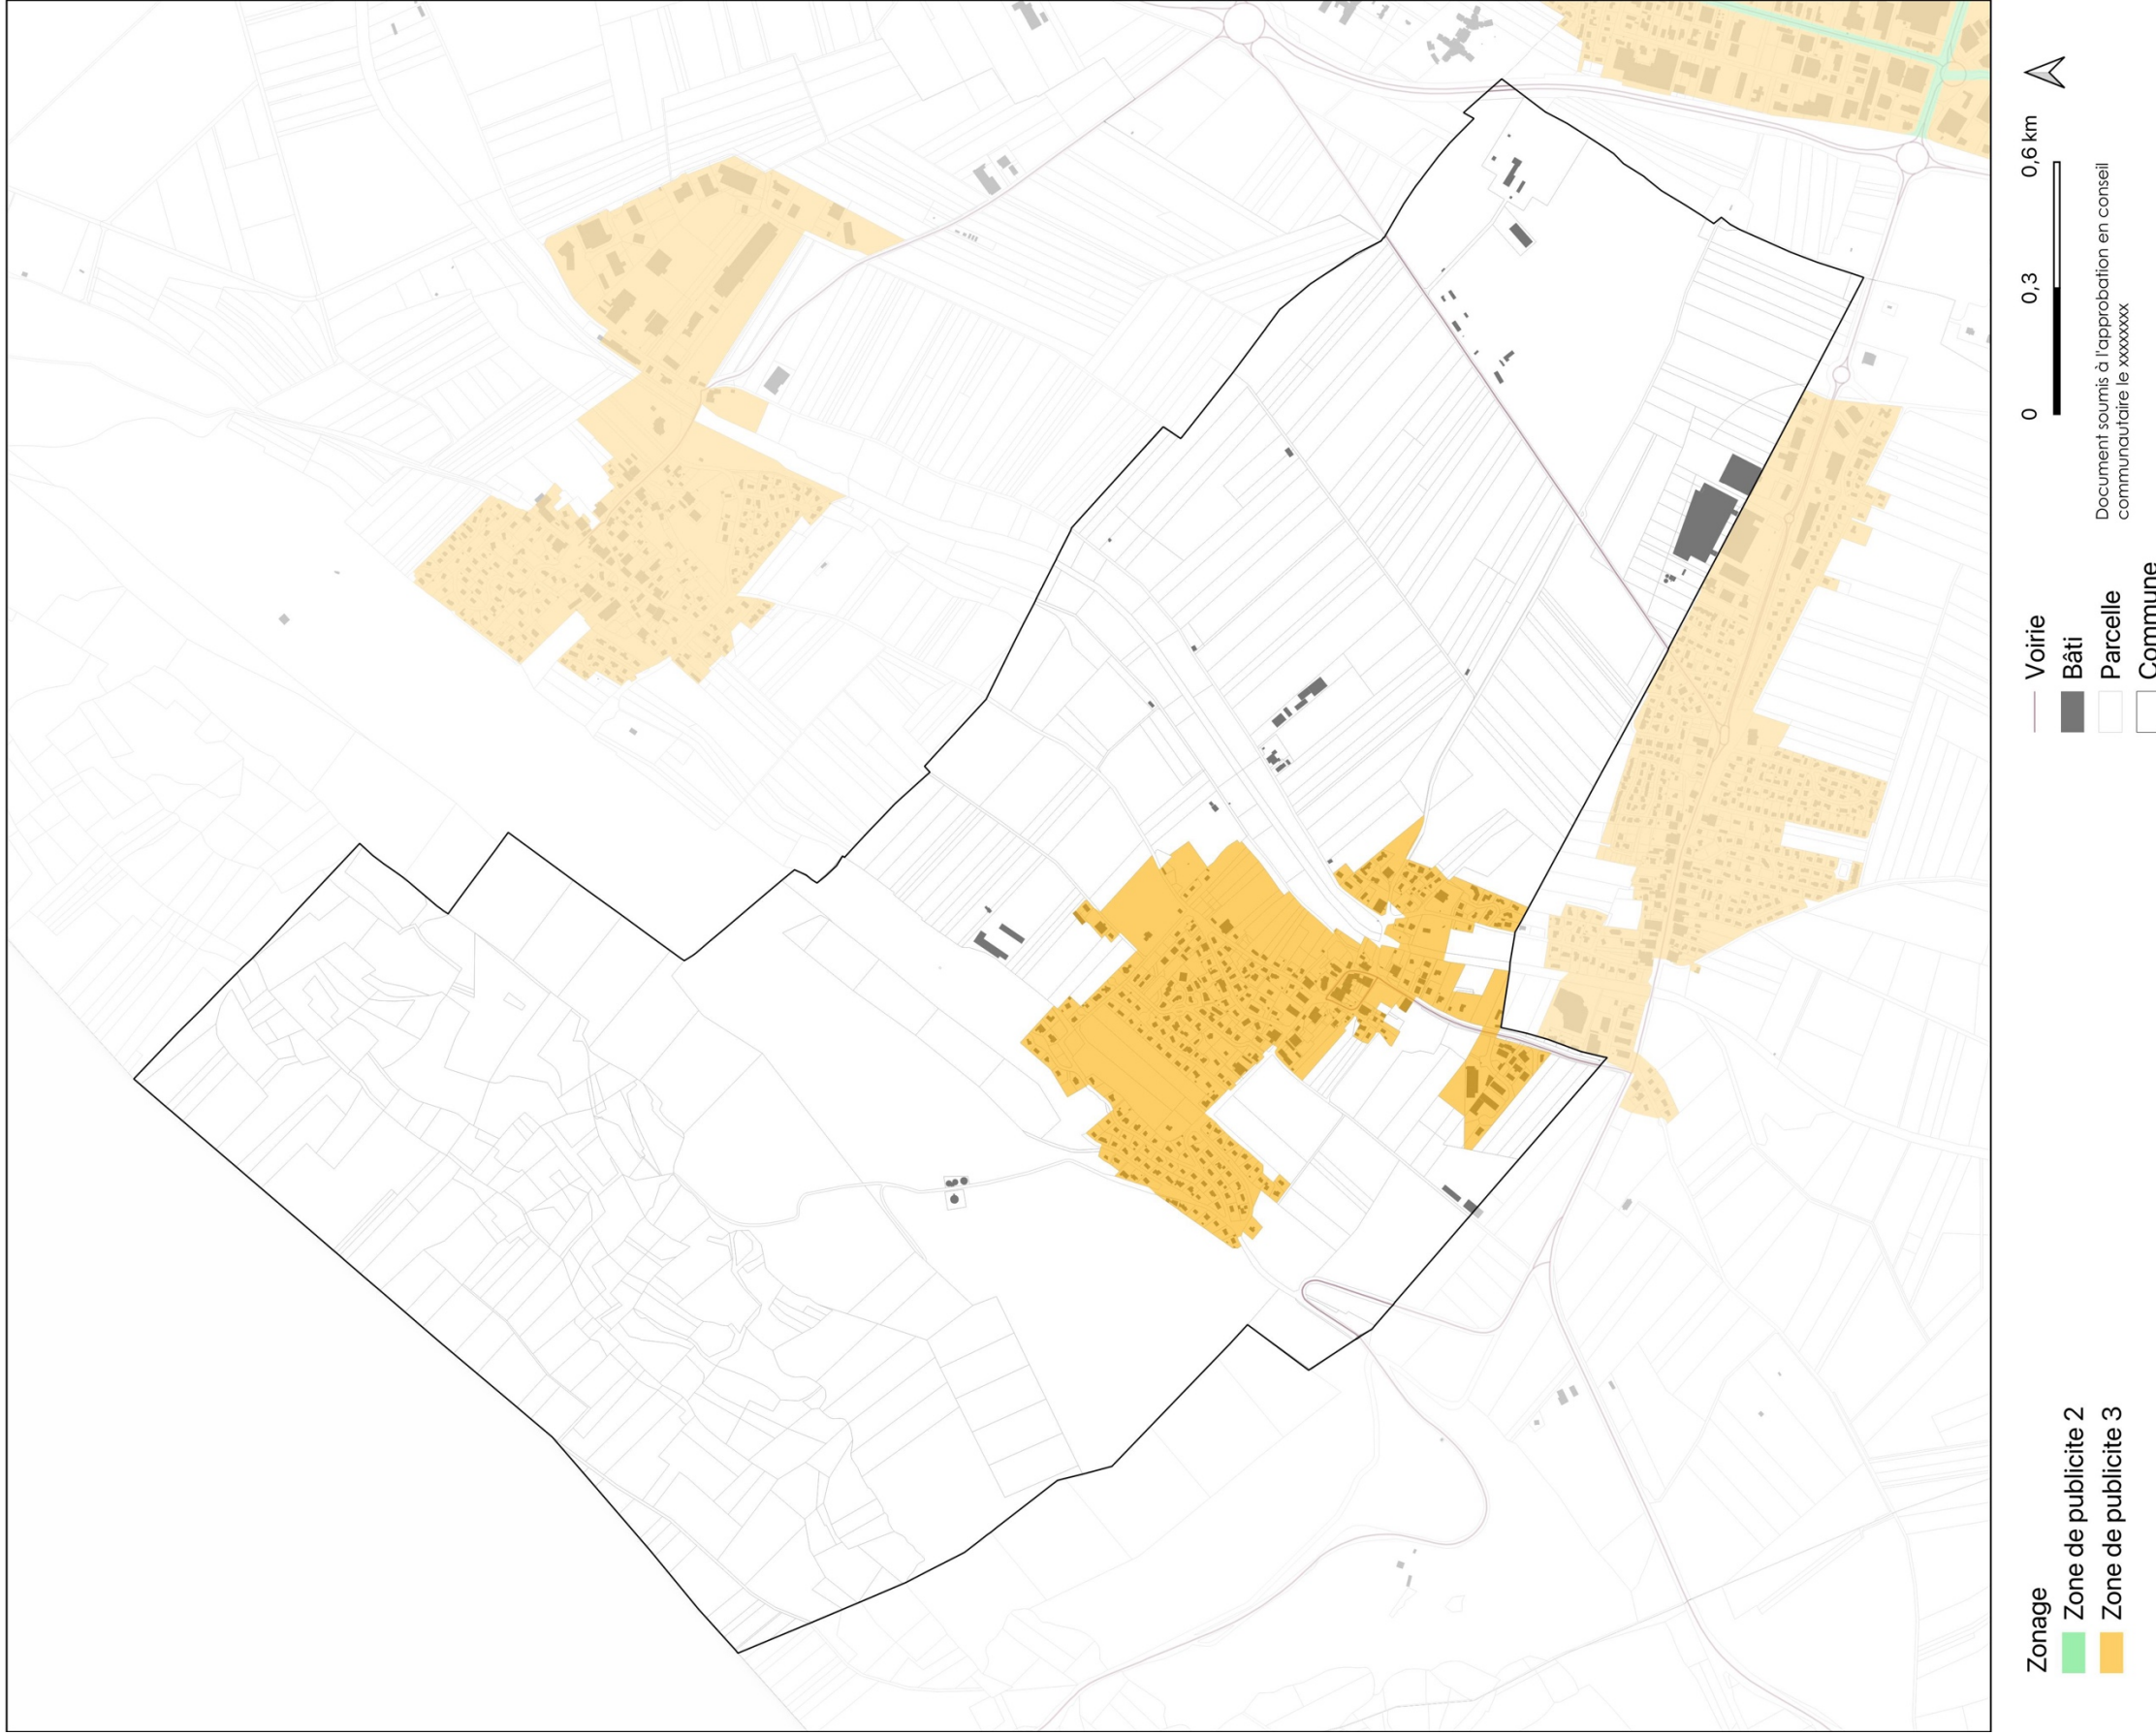 Zonage
Zone de publicite 2
Zone de publicite 3
Voirie
Bâti
Parcelle
Commune
0 0,3 0,6 km
Document soumis à l'approbation en conseil
communautaire le xxxxxxxx